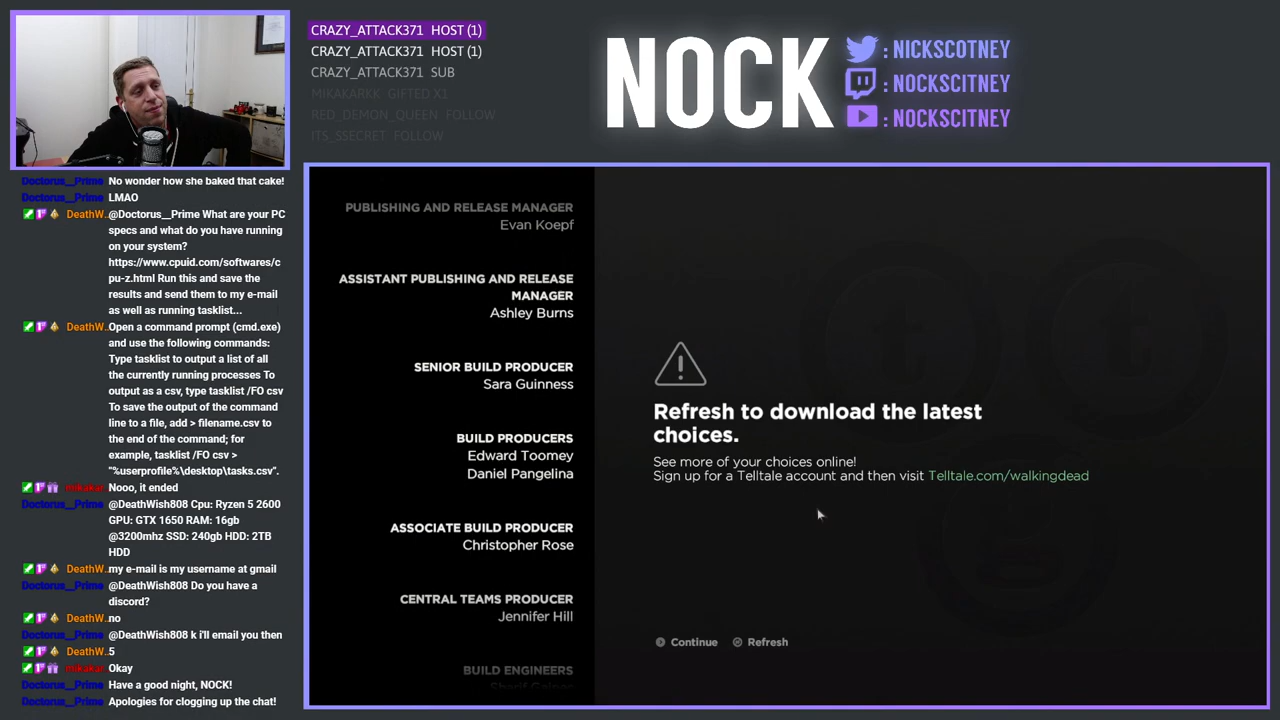 CRAZY_ATTACK371 HOST (1)
CRAZY_ATTACK371 HOST (1)
CRAZY_ATTACK371 SUB
MIKAKARKK GIFTED X1
RED_DEMON_QUEEN FOLLOW
ITS_SSECRET FOLLOW
NOCK
: NICKSCOTNEY
: NOCKSCITNEY
: NOCKSCITNEY
Doctorus__Prime No wonder how she baked that cake!
Doctorus__Prime LMAO
DeathW.. @Doctorus__Prime What are your PC
specs and what do you have running
on your system?
https://www.cpuid.com/softwares/c
pu-z.html Run this and save the
results and send them to my e-mail
as well as running tasklist...
DeathW.. Open a command prompt (cmd.exe)
and use the following commands:
Type tasklist to output a list of all
the currently running processes To
output as a csv, type tasklist /FO csv
To save the output of the command
line to a file, add > filename.csv to
the end of the command; for
example, tasklist /FO csv >
"%userprofile%\desktop\tasks.csv".
mikakar.. Nooo, it ended
Doctorus__Prime @DeathWish808 Cpu: Ryzen 5 2600
GPU: GTX 1650 RAM: 16gb
@3200mhz SSD: 240gb HDD: 2TB
HDD
DeathW.. my e-mail is my username at gmail
Doctorus__Prime @DeathWish808 Do you have a
discord?
DeathW.. no
Doctorus__Prime @DeathWish808 k i'll email you then
DeathW.. 5
mikakar.. Okay
Doctorus__Prime Have a good night, NOCK!
Doctorus__Prime Apologies for clogging up the chat!
PUBLISHING AND RELEASE MANAGER
Evan Koepf
ASSISTANT PUBLISHING AND RELEASE
MANAGER
Ashley Burns
SENIOR BUILD PRODUCER
Sara Guinness
BUILD PRODUCERS
Edward Toomey
Daniel Pangelina
ASSOCIATE BUILD PRODUCER
Christopher Rose
CENTRAL TEAMS PRODUCER
Jennifer Hill
BUILD ENGINEERS
Refresh to download the latest
choices.
See more of your choices online!
Sign up for a Telltale account and then visit Telltale.com/walkingdead
Continue Refresh